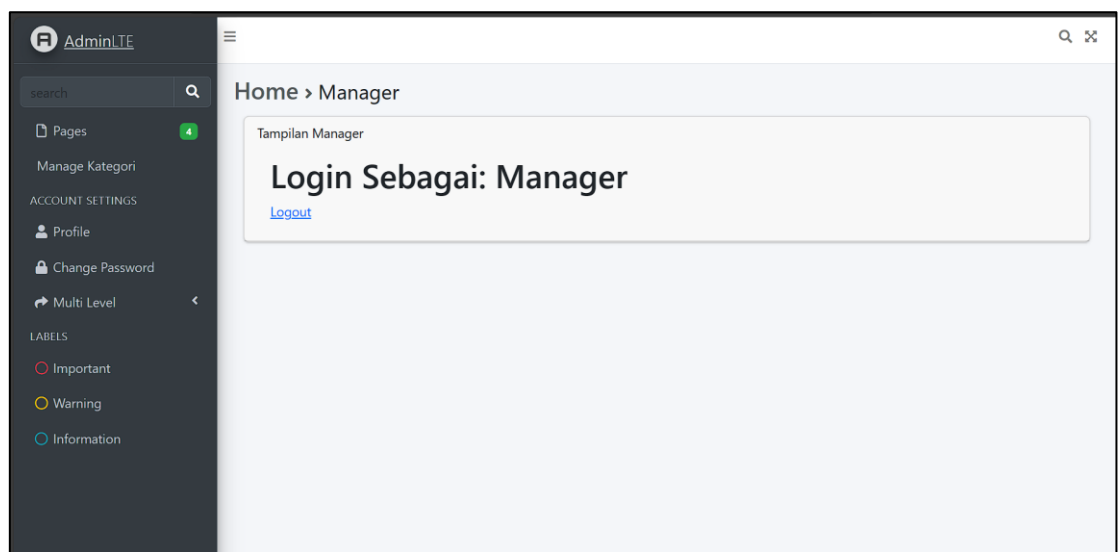 AdminLTE
search
Pages 4
Manage Kategori
ACCOUNT SETTINGS
Profile
Change Password
Multi Level
LABELS
Important
Warning
Information
Home › Manager
Tampilan Manager
Login Sebagai: Manager
Logout